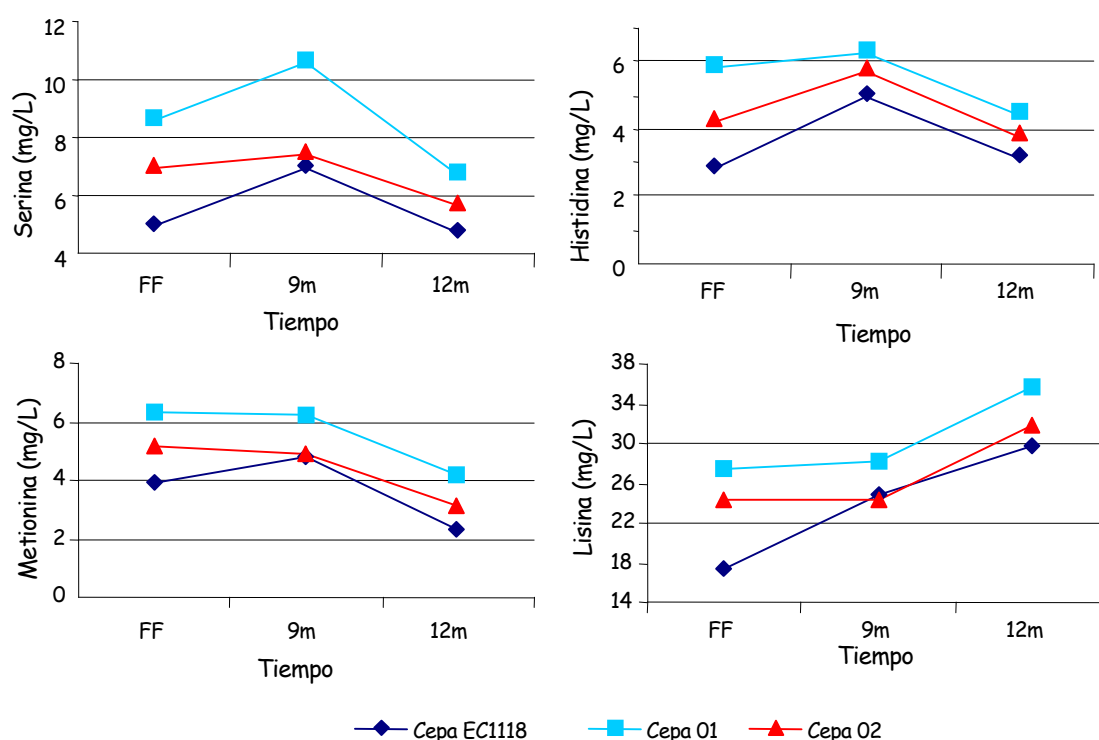 Serina (mg/L)
12
10
8
6
4
FF 9m 12m
Tiempo
Histidina (mg/L)
6
4
2
0
FF 9m 12m
Tiempo
Metionina (mg/L)
8
6
4
2
0
FF 9m 12m
Tiempo
Lisina (mg/L)
38
34
30
26
22
18
14
FF 9m 12m
Tiempo
Cepa EC1118 Cepa 01 Cepa 02